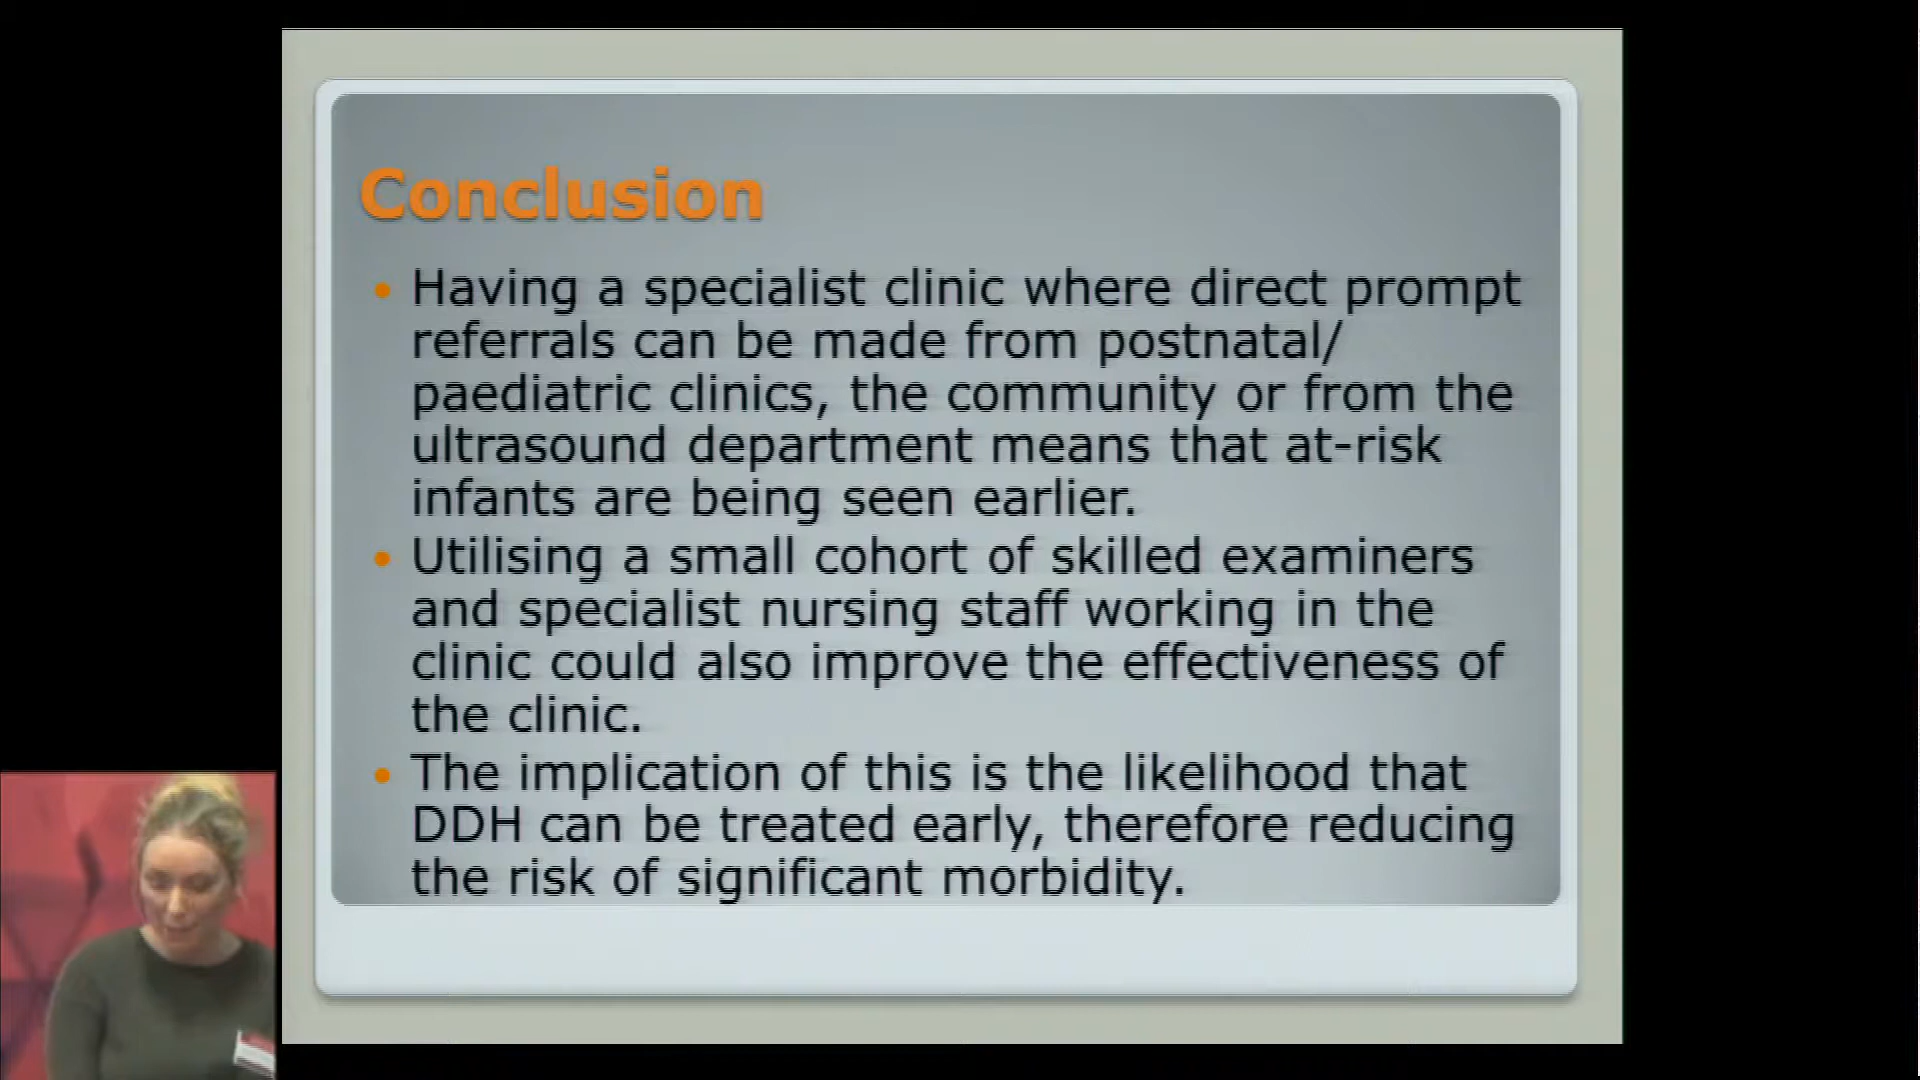 Conclusion
Having a specialist clinic where direct prompt
referrals can be made from postnatal/
paediatric clinics, the community or from the
ultrasound department means that at-risk
infants are being seen earlier.
Utilising a small cohort of skilled examiners
and specialist nursing staff working in the
clinic could also improve the effectiveness of
the clinic.
The implication of this is the likelihood that
DDH can be treated early, therefore reducing
the risk of significant morbidity.